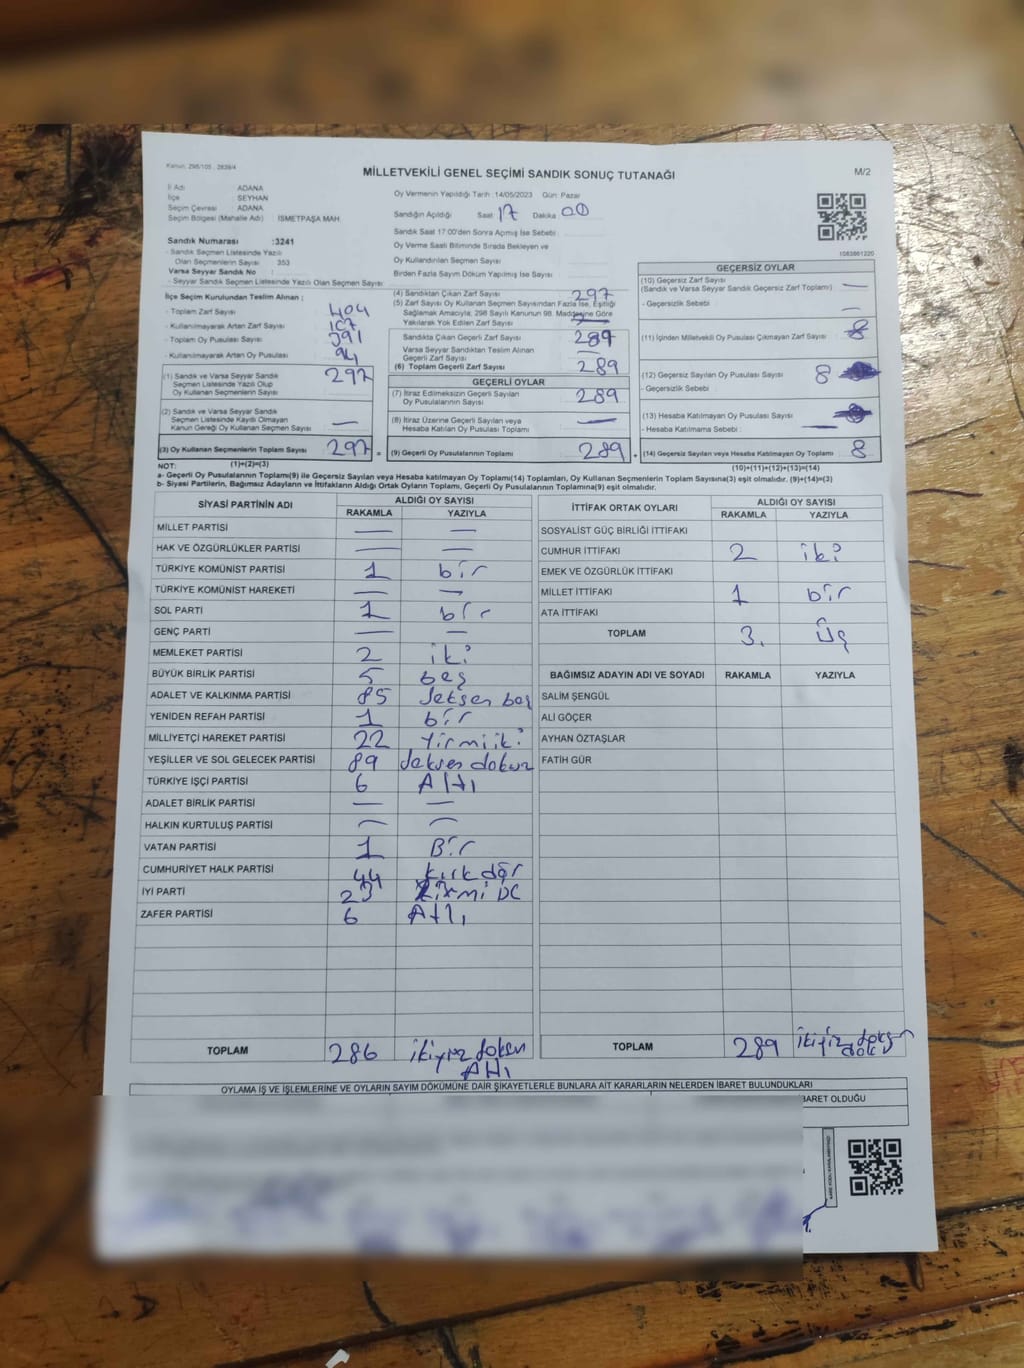 Kanun: 298/105 - 2839/4
MİLLETVEKİLİ GENEL SEÇİMİ SANDIK SONUÇ TUTANAĞI
M/2
İl Adı ADANA
İlçe SEYHAN
Seçim Çevresi ADANA
Seçim Bölgesi (Mahalle Adı) : İSMETPAŞA MAH.
Oy Vermenin Yapıldığı Tarih : 14/05/2023 Gün: Pazar
Sandığın Açıldığı Saat 17 Dakika 00
Sandık Saat 17:00'den Sonra Açılmış İse Sebebi :
Oy Verme Saati Bitiminde Sırada Bekleyen ve
Oy Kullandırılan Seçmen Sayısı
Birden Fazla Sayım Döküm Yapılmış İse Sayısı
Sandık Numarası :3241
- Sandık Seçmen Listesinde Yazılı
Olan Seçmenlerin Sayısı 353
Varsa Seyyar Sandık No :
- Seyyar Sandık Seçmen Listesinde Yazılı Olan Seçmen Sayısı
1083861220
İlçe Seçim Kurulundan Teslim Alınan ;
- Toplam Zarf Sayısı 404
- Kullanılmayarak Artan Zarf Sayısı 107
- Toplam Oy Pusulası Sayısı 391
- Kullanılmayarak Artan Oy Pusulası 94
(1) Sandık ve Varsa Seyyar Sandık
Seçmen Listesinde Yazılı Olup
Oy Kullanan Seçmenlerin Sayısı 297
(2) Sandık ve Varsa Seyyar Sandık
Seçmen Listesinde Kaydı Olmayan
Kanun Gereği Oy Kullanan Seçmen Sayısı —
(3) Oy Kullanan Seçmenlerin Toplam Sayısı 297 =
(1)+(2)=(3)
(4) Sandıktan Çıkan Zarf Sayısı 297
(5) Zarf Sayısı Oy Kullanan Seçmen Sayısından Fazla İse, Eşitliği
Sağlamak Amacıyla; 298 Sayılı Kanunun 98. Maddesine Göre
Yakılarak Yok Edilen Zarf Sayısı
Sandıkta Çıkan Geçerli Zarf Sayısı 289
Varsa Seyyar Sandıktan Teslim Alınan
Geçerli Zarf Sayısı —
(6) Toplam Geçerli Zarf Sayısı 289
GEÇERLİ OYLAR
(7) İtiraz Edilmeksizin Geçerli Sayılan
Oy Pusulalarının Sayısı 289
(8) İtiraz Üzerine Geçerli Sayılan veya
Hesaba Katılan Oy Pusulası Toplamı —
(9) Geçerli Oy Pusulalarının Toplamı 289 +
GEÇERSİZ OYLAR
(10) Geçersiz Zarf Sayısı
(Sandık ve Varsa Seyyar Sandık Geçersiz Zarf Toplamı) —
- Geçersizlik Sebebi : —
(11) İçinden Milletvekili Oy Pusulası Çıkmayan Zarf Sayısı
(12) Geçersiz Sayılan Oy Pusulası Sayısı 8
- Geçersizlik Sebebi
(13) Hesaba Katılmayan Oy Pusulası Sayısı
- Hesaba Katılmama Sebebi : —
(14) Geçersiz Sayılan veya Hesaba Katılmayan Oy Toplamı 8
(10)+(11)+(12)+(13)=(14)
NOT:
a- Geçerli Oy Pusulalarının Toplamı(9) ile Geçersiz Sayılan veya Hesaba katılmayan Oy Toplamı(14) Toplamları, Oy Kullanan Seçmenlerin Toplam Sayısına(3) eşit olmalıdır. (9)+(14)=(3)
b- Siyasi Partilerin, Bağımsız Adayların ve İttifakların Aldığı Ortak Oyların Toplamı, Geçerli Oy Pusulalarının Toplamına(9) eşit olmalıdır.
SİYASİ PARTİNİN ADI ALDIĞI OY SAYISI
RAKAMLA YAZIYLA
MİLLET PARTİSİ — —
HAK VE ÖZGÜRLÜKLER PARTİSİ — —
TÜRKİYE KOMÜNİST PARTİSİ 1 bir
TÜRKİYE KOMÜNİST HAREKETİ — —
SOL PARTİ 1 bir
GENÇ PARTİ — —
MEMLEKET PARTİSİ 2 iki
BÜYÜK BİRLİK PARTİSİ 5 beş
ADALET VE KALKINMA PARTİSİ 85 seksen beş
YENİDEN REFAH PARTİSİ 1 bir
MİLLİYETÇİ HAREKET PARTİSİ 22 Yirmiiki
YEŞİLLER VE SOL GELECEK PARTİSİ 89 seksen dokuz
TÜRKİYE İŞÇİ PARTİSİ 6 Altı
ADALET BİRLİK PARTİSİ — —
HALKIN KURTULUŞ PARTİSİ — —
VATAN PARTİSİ 1 Bir
CUMHURİYET HALK PARTİSİ 44 kırk dör
İYİ PARTİ 23 Yirmi üç
ZAFER PARTİSİ 6 Altı
TOPLAM 286 ikiyüz doksen
Altı
İTTİFAK ORTAK OYLARI ALDIĞI OY SAYISI
RAKAMLA YAZIYLA
SOSYALİST GÜÇ BİRLİĞİ İTTİFAKI
CUMHUR İTTİFAKI 2 iki
EMEK VE ÖZGÜRLÜK İTTİFAKI
MİLLET İTTİFAKI 1 bir
ATA İTTİFAKI
TOPLAM 3. Üç
BAĞIMSIZ ADAYIN ADI VE SOYADI RAKAMLA YAZIYLA
SALİM ŞENGÜL
ALİ GÖÇER
AYHAN ÖZTAŞLAR
FATİH GÜR
TOPLAM 289
OYLAMA İŞ VE İŞLEMLERİNE VE OYLARIN SAYIM DÖKÜMÜNE DAİR ŞİKAYETLERLE BUNLARA AİT KARARLARIN NELERDEN İBARET BULUNDUKLARI
BARET OLDUĞU